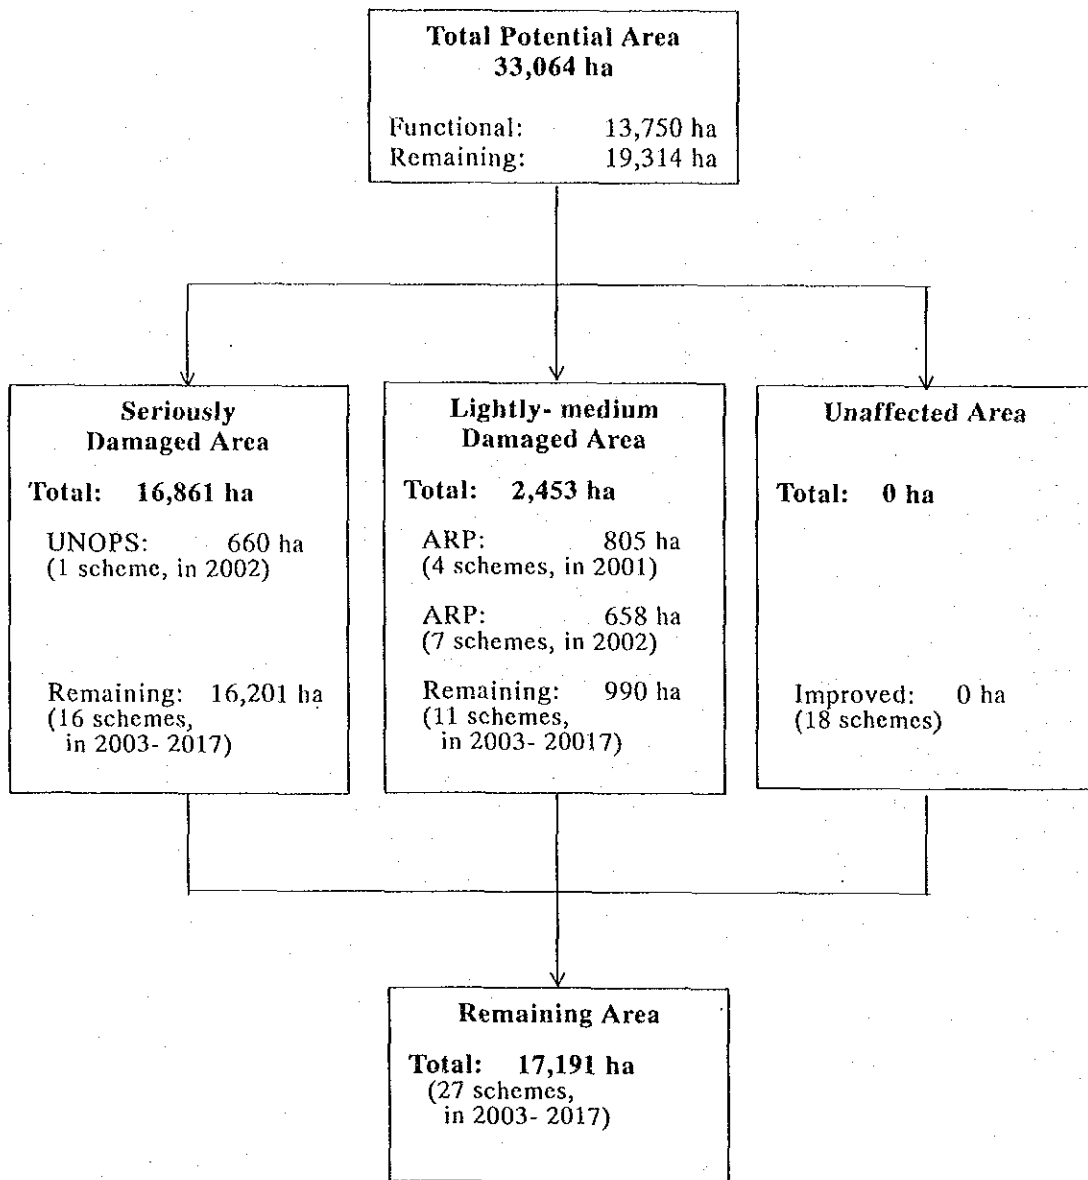 Total Potential Area
33,064 ha
Functional: 13,750 ha
Remaining: 19,314 ha
Seriously
Damaged Area
Total: 16,861 ha
UNOPS: 660 ha
(1 scheme, in 2002)
Remaining: 16,201 ha
(16 schemes,
in 2003- 2017)
Lightly- medium
Damaged Area
Total: 2,453 ha
ARP: 805 ha
(4 schemes, in 2001)
ARP: 658 ha
(7 schemes, in 2002)
Remaining: 990 ha
(11 schemes,
in 2003- 20017)
Unaffected Area
Total: 0 ha
Improved: 0 ha
(18 schemes)
Remaining Area
Total: 17,191 ha
(27 schemes,
in 2003- 2017)